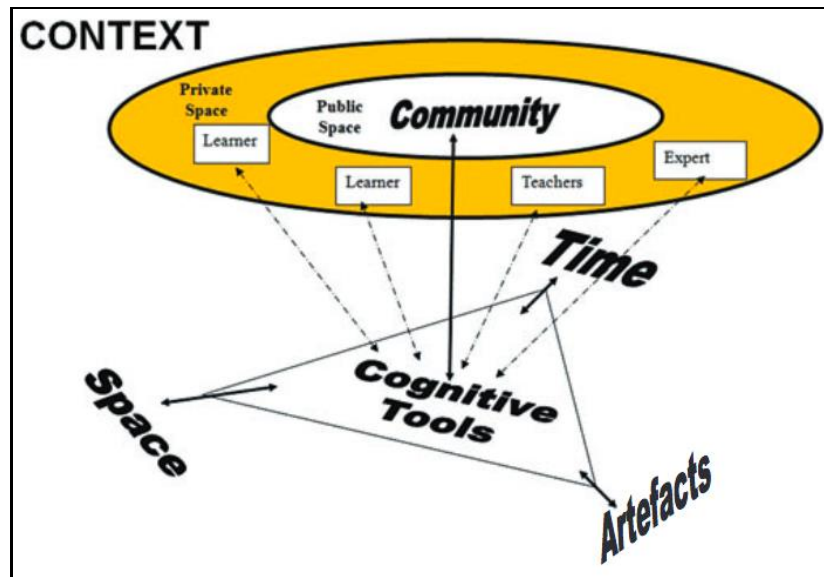 CONTEXT
Private
Space
Public
Space
Community
Learner
Learner
Teachers
Expert
Time
Space
Cognitive
Tools
Artefacts